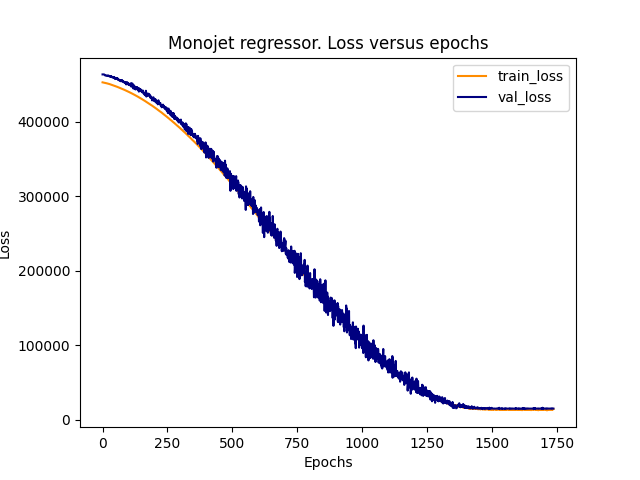 Monojet regressor. Loss versus epochs
train_loss
val_loss
400000
300000
200000
100000
0
Loss
0 250 500 750 1000 1250 1500 1750
Epochs